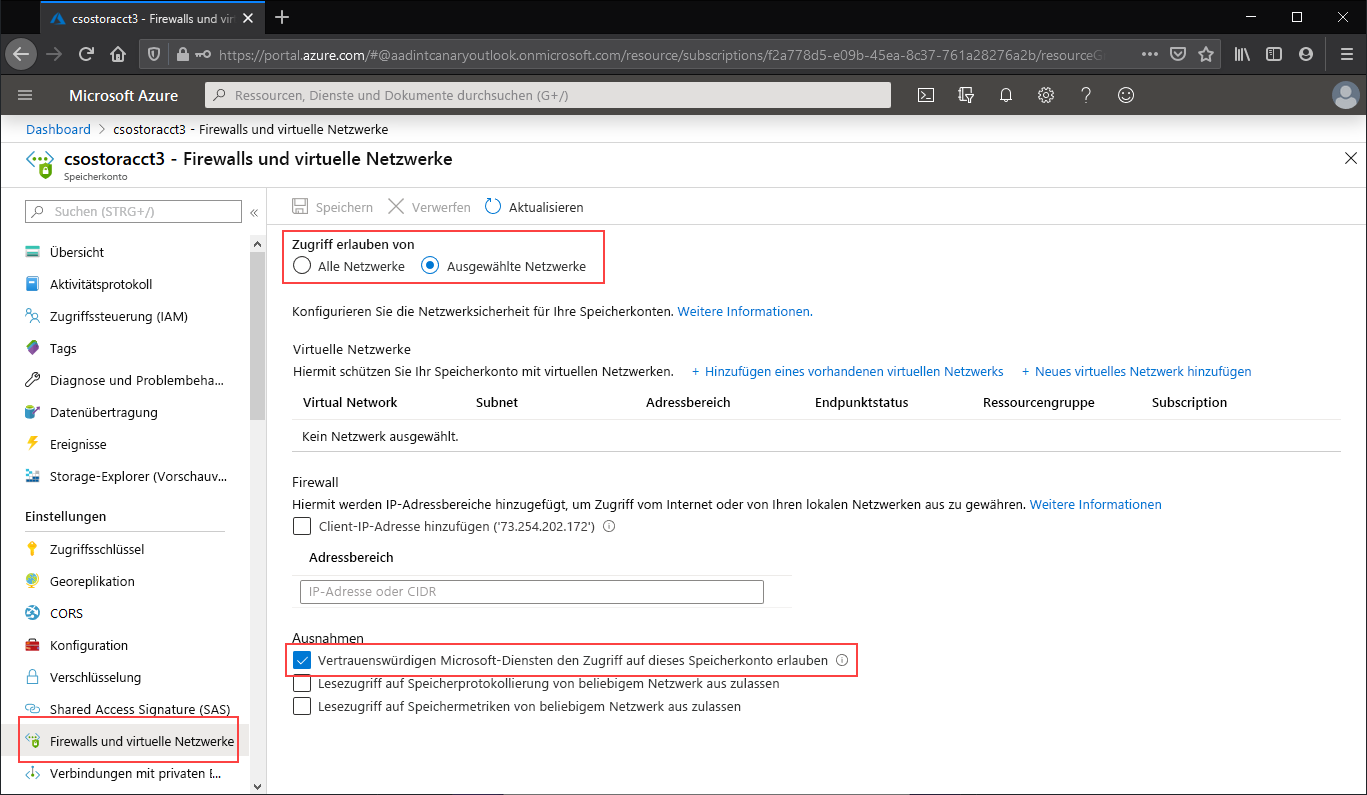 csostoracct3 - Firewalls und vir
https://portal.azure.com/#@aadintcanaryoutlook.onmicrosoft.com/resource/subscriptions/f2a778d5-e09b-45ea-8c37-761a28276a2b/resourceG
Microsoft Azure
Ressourcen, Dienste und Dokumente durchsuchen (G+/)
Dashboard > csostoracct3 - Firewalls und virtuelle Netzwerke
csostoracct3 - Firewalls und virtuelle Netzwerke
Speicherkonto
Suchen (STRG+/)
«
Übersicht
Aktivitätsprotokoll
Zugriffssteuerung (IAM)
Tags
Diagnose und Problembeha...
Datenübertragung
Ereignisse
Storage-Explorer (Vorschauv...
Einstellungen
Zugriffsschlüssel
Georeplikation
CORS
Konfiguration
Verschlüsselung
Shared Access Signature (SAS)
Firewalls und virtuelle Netzwerke
Verbindungen mit privaten E...
Speichern Verwerfen Aktualisieren
Zugriff erlauben von
Alle Netzwerke Ausgewählte Netzwerke
Konfigurieren Sie die Netzwerksicherheit für Ihre Speicherkonten. Weitere Informationen.
Virtuelle Netzwerke
Hiermit schützen Sie Ihr Speicherkonto mit virtuellen Netzwerken. + Hinzufügen eines vorhandenen virtuellen Netzwerks + Neues virtuelles Netzwerk hinzufügen
Virtual Network Subnet Adressbereich Endpunktstatus Ressourcengruppe Subscription
Kein Netzwerk ausgewählt.
Firewall
Hiermit werden IP-Adressbereiche hinzugefügt, um Zugriff vom Internet oder von Ihren lokalen Netzwerken aus zu gewähren. Weitere Informationen
Client-IP-Adresse hinzufügen ('73.254.202.172')
Adressbereich
IP-Adresse oder CIDR
Ausnahmen
Vertrauenswürdigen Microsoft-Diensten den Zugriff auf dieses Speicherkonto erlauben
Lesezugriff auf Speicherprotokollierung von beliebigem Netzwerk aus zulassen
Lesezugriff auf Speichermetriken von beliebigem Netzwerk aus zulassen